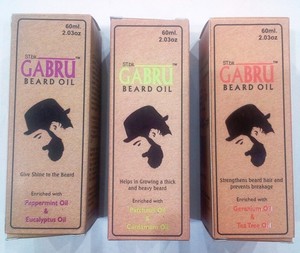 60ml.
2.03oz
GABRU
BEARD OIL
Give Shine to the Beard
Enriched with
Peppermint Oil
& Eucalyptus Oil
60ml.
2.03oz
GABRU
BEARD OIL
Helps in Growing a thick
and heavy beard
Enriched with
60ml.
2.03oz
GABRU
BEARD OIL
Strengthens beard hair and
prevents breakage
Enriched with
Geranium Oil
& Tea Tree Oil